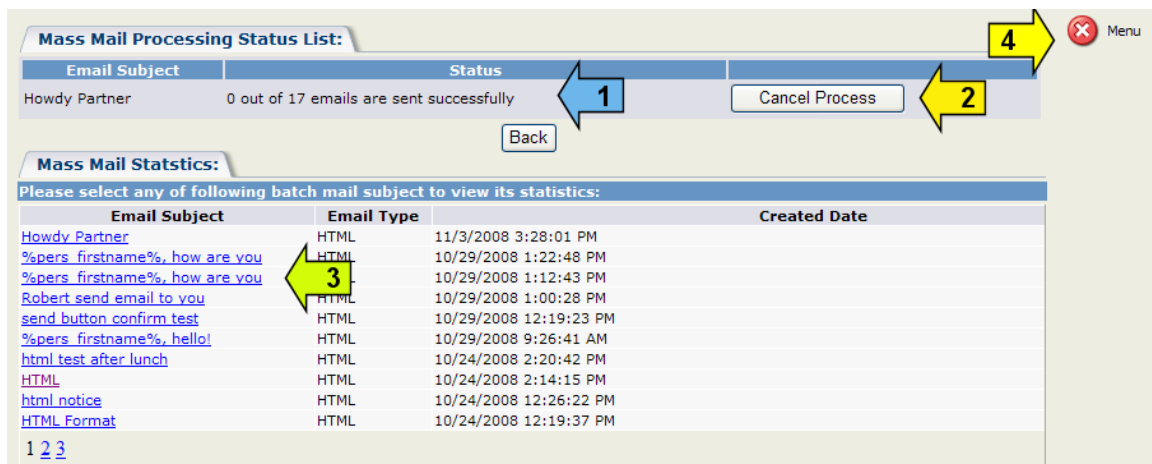 Mass Mail Processing Status List:
4 Menu
Email Subject Status
Howdy Partner 0 out of 17 emails are sent successfully 1 Cancel Process 2
Back
Mass Mail Statstics:
Please select any of following batch mail subject to view its statistics:
Email Subject Email Type Created Date
Howdy Partner HTML 11/3/2008 3:28:01 PM
%pers_firstname%, how are you HTML 10/29/2008 1:22:48 PM
%pers_firstname%, how are you 3 10/29/2008 1:12:43 PM
Robert send email to you HTML 10/29/2008 1:00:28 PM
send button confirm test HTML 10/29/2008 12:19:23 PM
%pers_firstname%, hello! HTML 10/29/2008 9:26:41 AM
html test after lunch HTML 10/24/2008 2:20:42 PM
HTML HTML 10/24/2008 2:14:15 PM
html notice HTML 10/24/2008 12:26:22 PM
HTML Format HTML 10/24/2008 12:19:37 PM
1 2 3